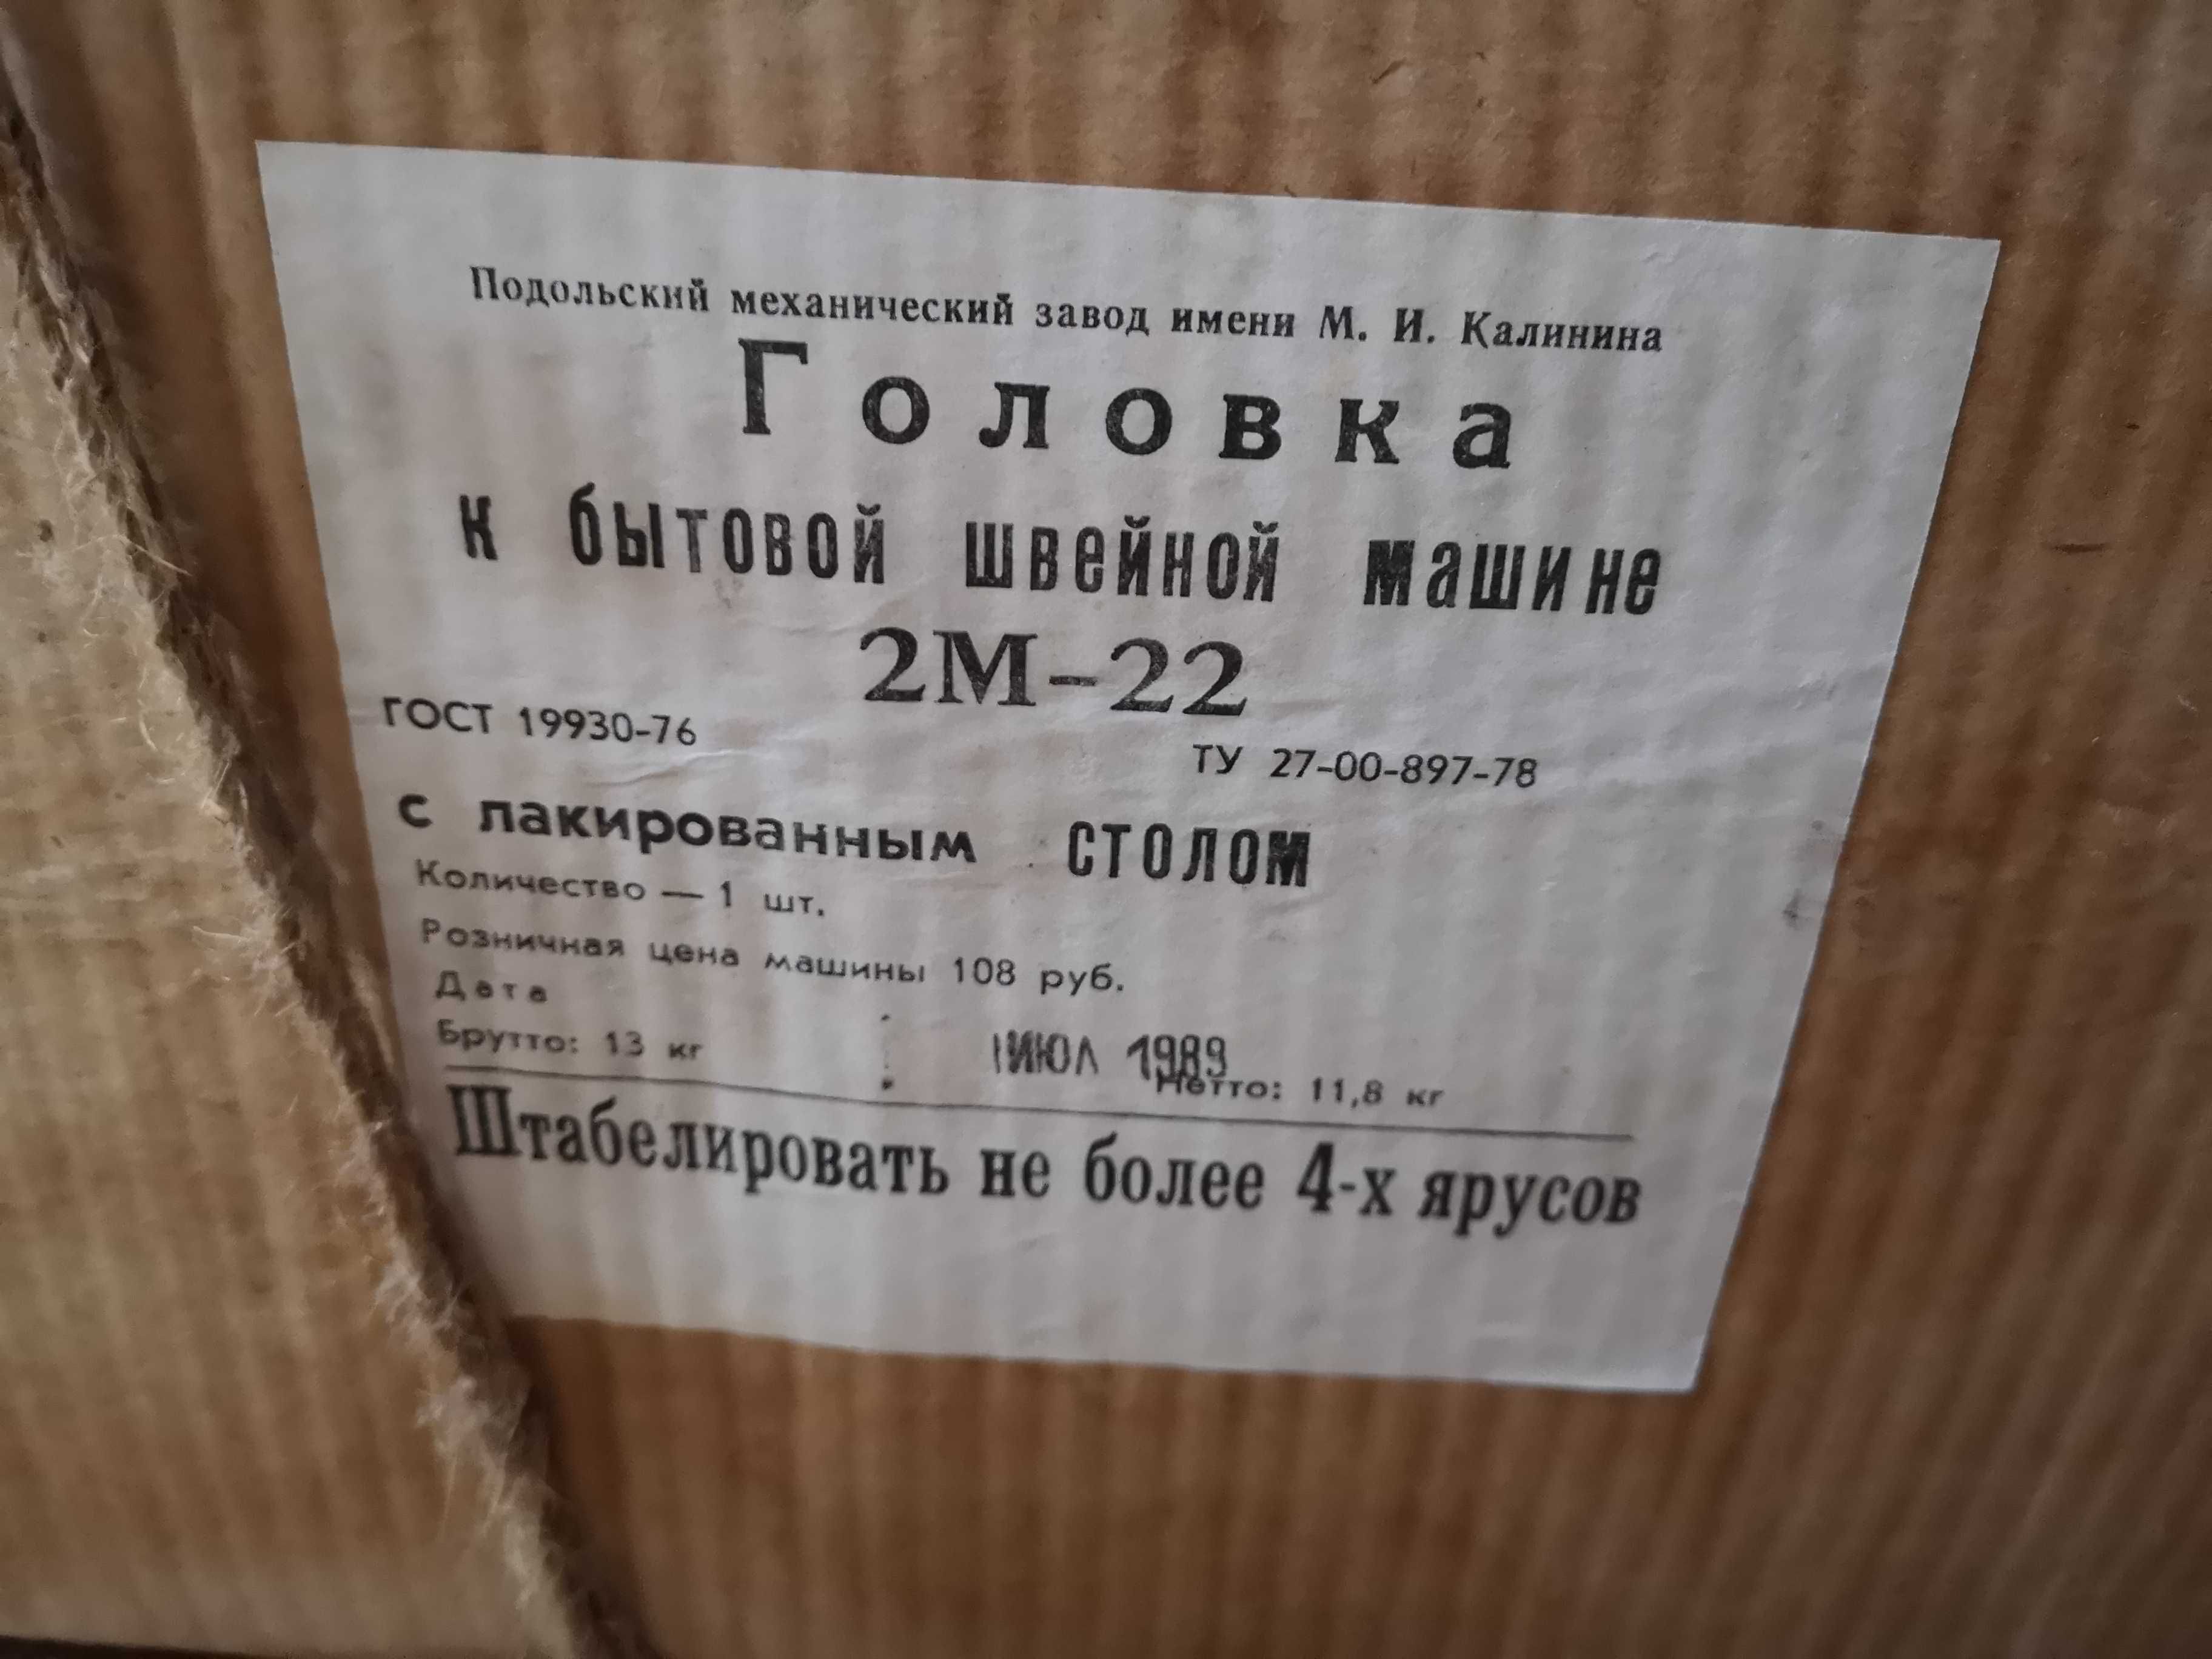 Подольский механический завод имени М. И. Калинина
Головка
к бытовой швейной машине
2М-22
ГОСТ 19930-76
ТУ 27-00-897-78
с лакированным столом
Количество — 1 шт.
Розничная цена машины 108 руб.
Дата
ИЮЛ 1989
Брутто: 13 кг
Нетто: 11,8 кг
Штабелировать не более 4-х ярусов